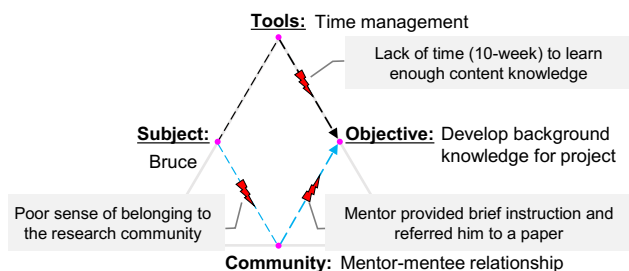 Tools: Time management
Lack of time (10-week) to learn
enough content knowledge
Subject:
Bruce
Objective: Develop background
knowledge for project
Poor sense of belonging to
the research community
Mentor provided brief instruction and
referred him to a paper
Community: Mentor-mentee relationship